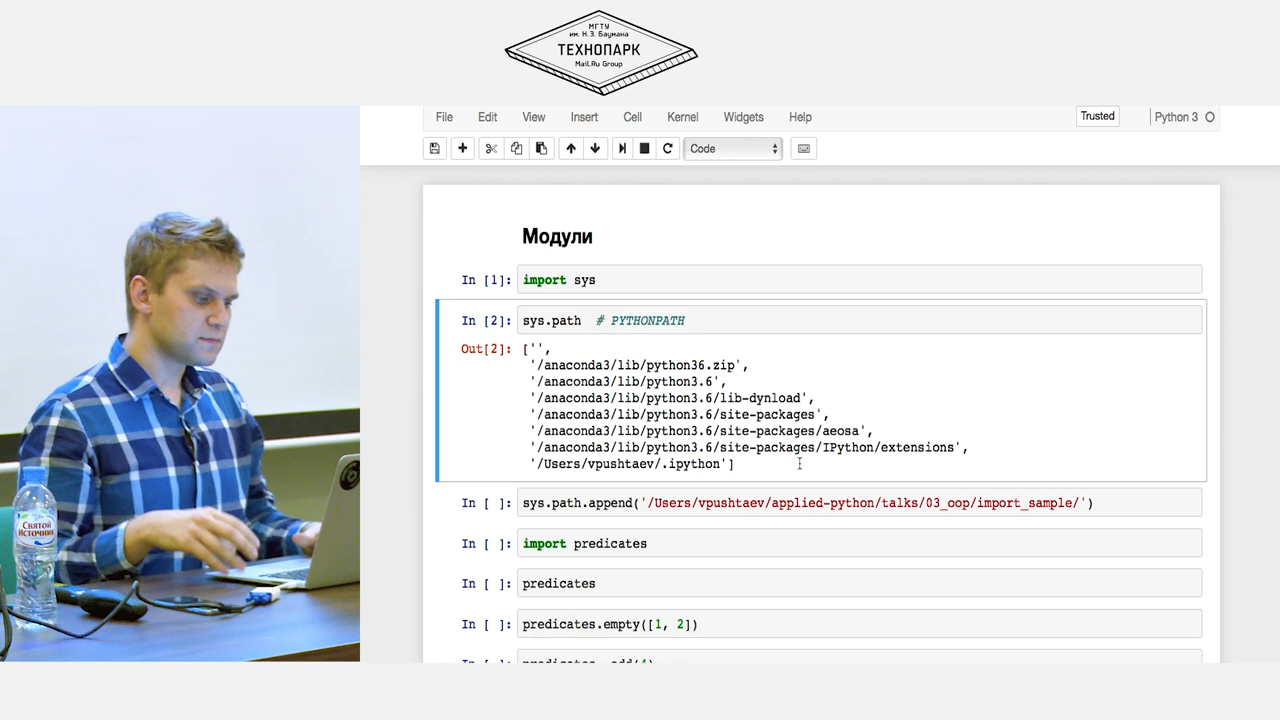 МГТУ
им. Н.Э. Баумана
ТЕХНОПАРК
Mail.Ru Group
File Edit View Insert Cell Kernel Widgets Help
Trusted
Python 3
Code
Модули
In [1]: import sys
In [2]: sys.path # PYTHONPATH
Out[2]: ['',
'/anaconda3/lib/python36.zip',
'/anaconda3/lib/python3.6',
'/anaconda3/lib/python3.6/lib-dynload',
'/anaconda3/lib/python3.6/site-packages',
'/anaconda3/lib/python3.6/site-packages/aeosa',
'/anaconda3/lib/python3.6/site-packages/IPython/extensions',
'/Users/vpushtaev/.ipython']
In [ ]: sys.path.append('/Users/vpushtaev/applied-python/talks/03_oop/import_sample/')
In [ ]: import predicates
In [ ]: predicates
In [ ]: predicates.empty([1, 2])
Святой
Источник